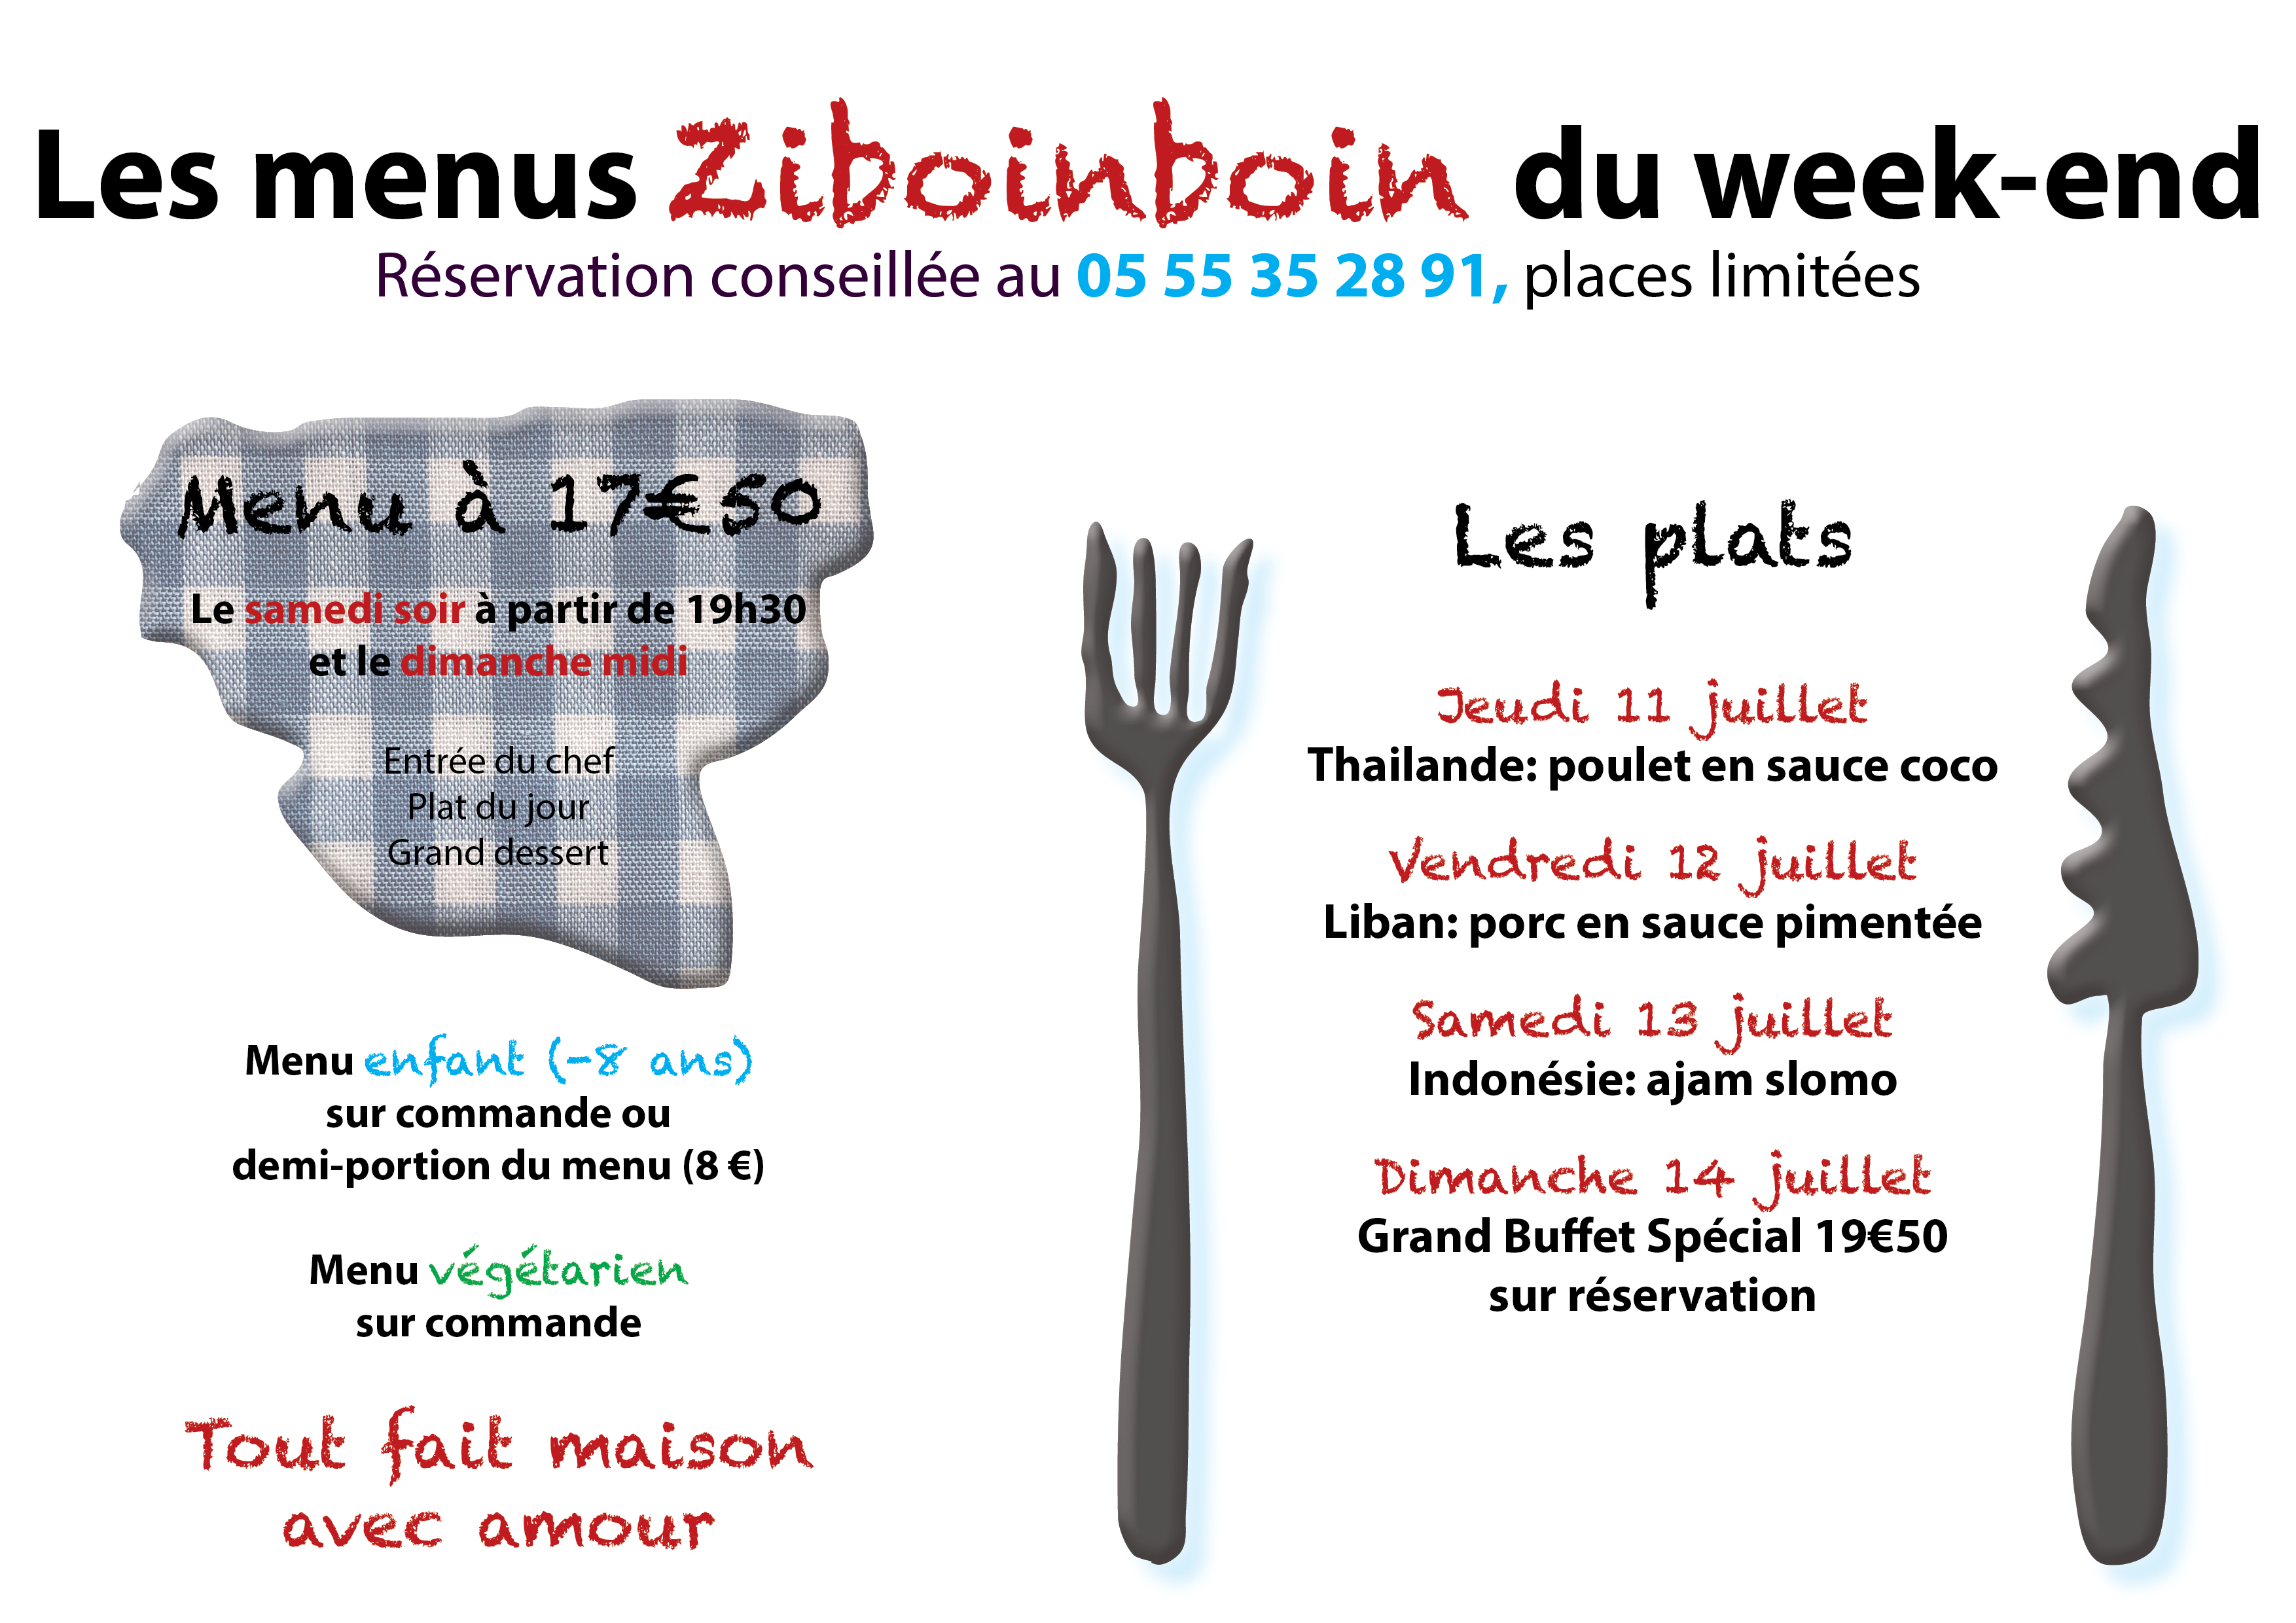 Les menus Ziboinboin du week-end
Réservation conseillée au 05 55 35 28 91, places limitées
Menu à 17€50
Le samedi soir à partir de 19h30
et le dimanche midi
Entrée du chef
Plat du jour
Grand dessert
Menu enfant (-8 ans)
sur commande ou
demi-portion du menu (8 €)
Menu végétarien
sur commande
Tout fait maison
avec amour
Les plats
Jeudi 11 juillet
Thailande: poulet en sauce coco
Vendredi 12 juillet
Liban: porc en sauce pimentée
Samedi 13 juillet
Indonésie: ajam slomo
Dimanche 14 juillet
Grand Buffet Spécial 19€50
sur réservation